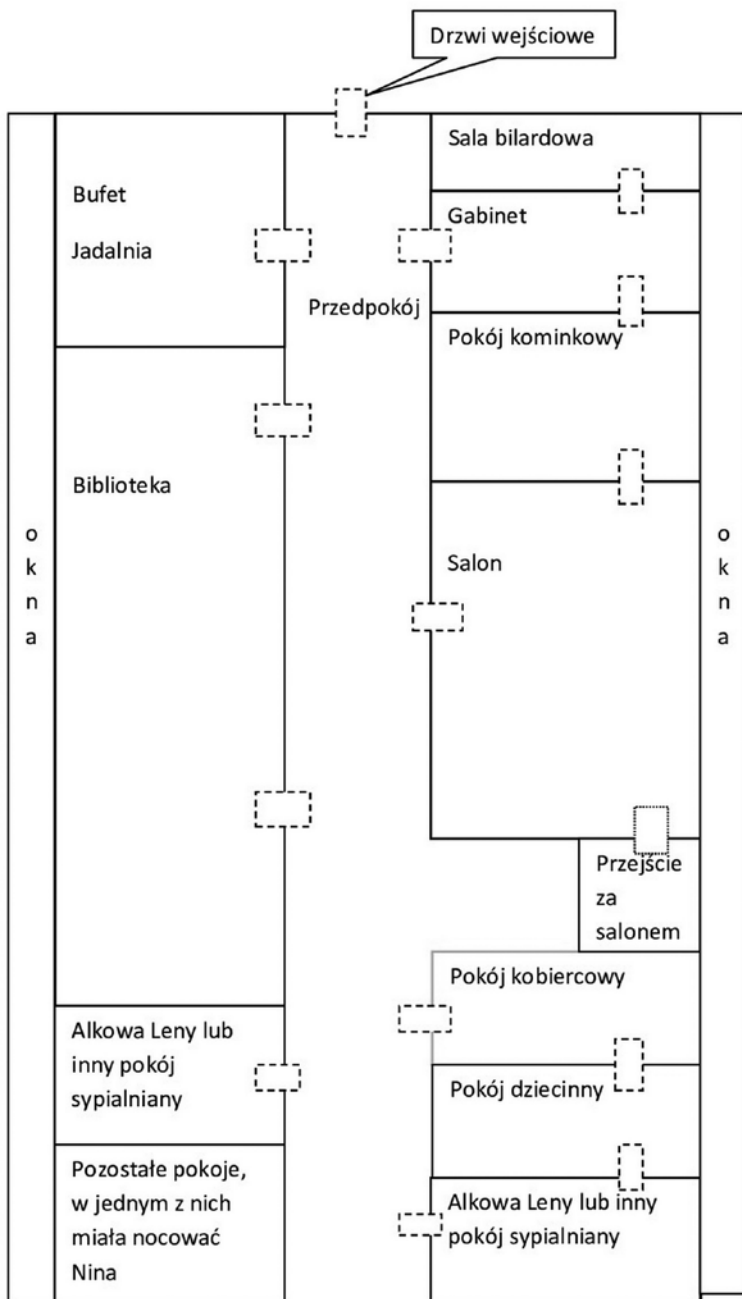 Drzwi wejściowe
Bufet
Jadalnia
Biblioteka
Alkowa Leny lub
inny pokój
sypialniany
Pozostałe pokoje,
w jednym z nich
miała nocować
Nina
Przedpokój
Sala bilardowa
Gabinet
Pokój kominkowy
Salon
Przejście
za
salonem
Pokój kobiercowy
Pokój dziecinny
Alkowa Leny lub inny
pokój sypialniany
o
k
n
a
o
k
n
a